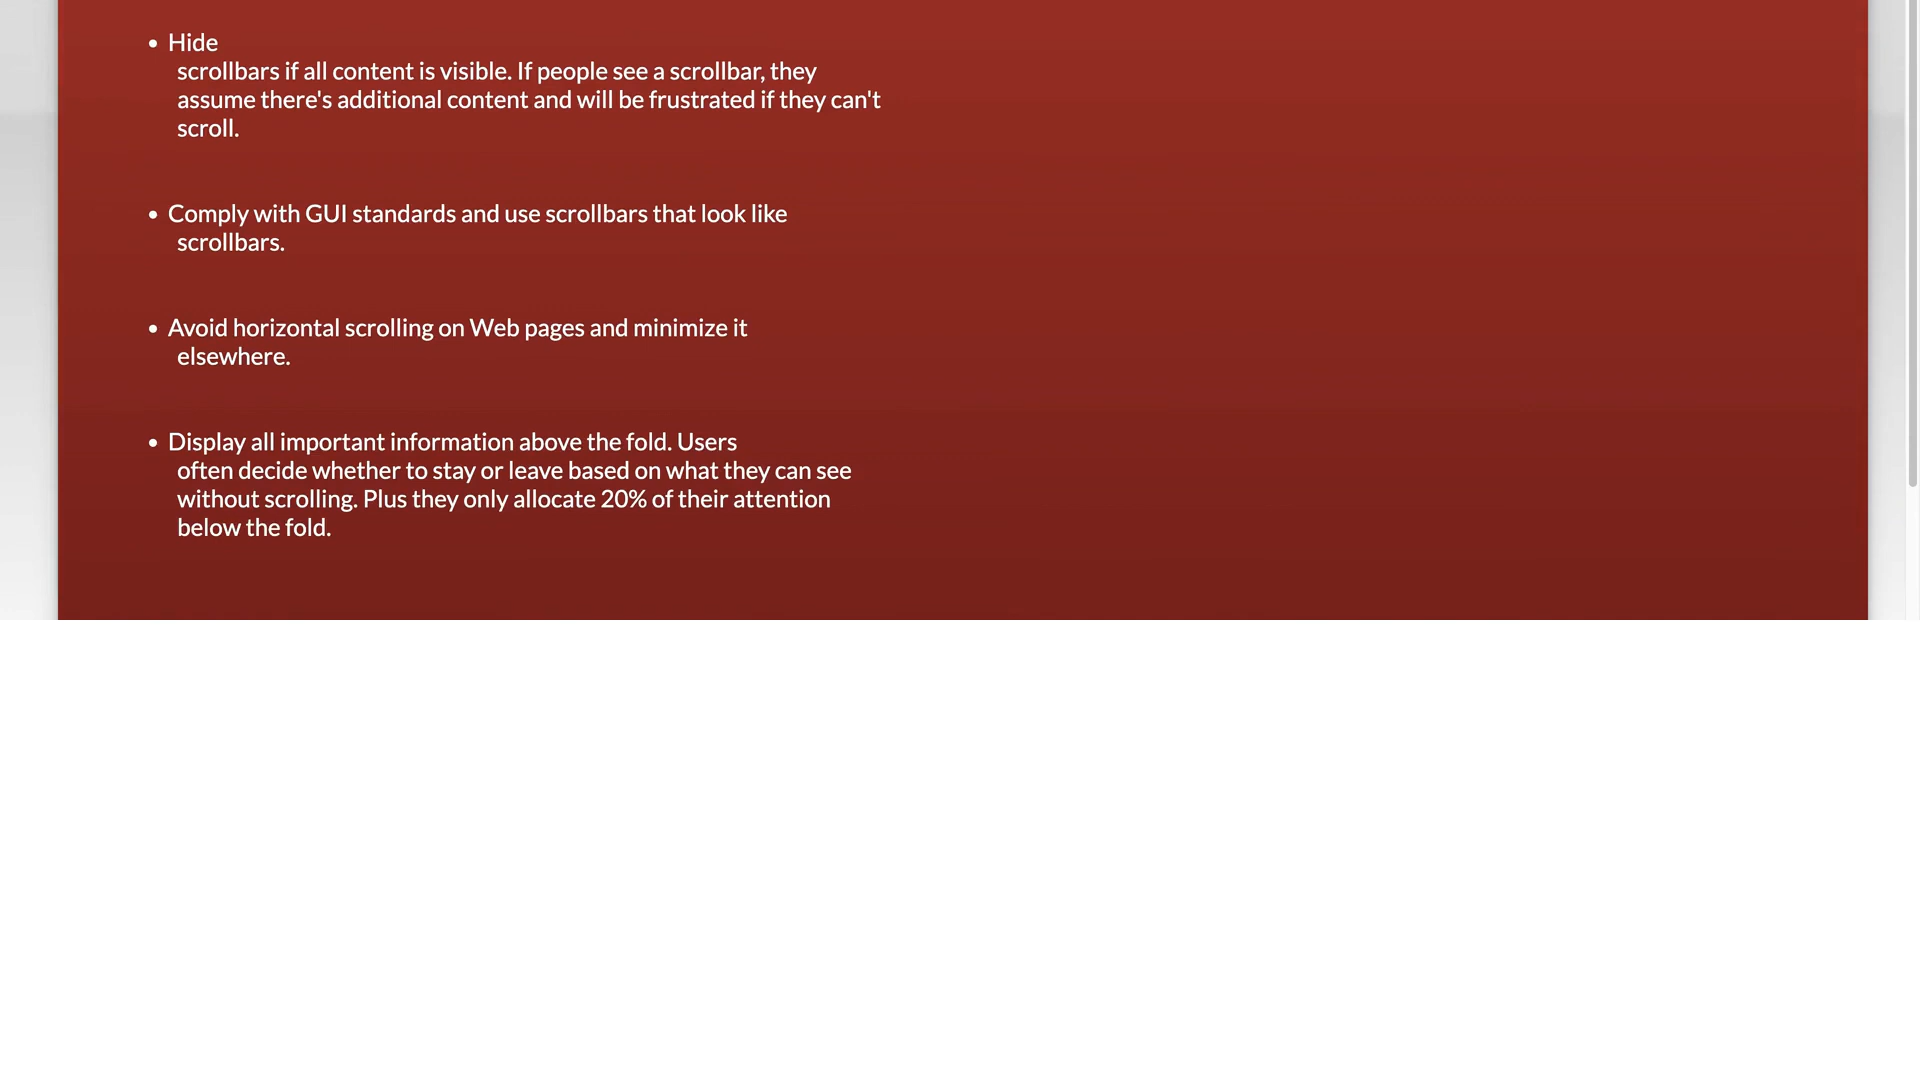 • Hide
scrollbars if all content is visible. If people see a scrollbar, they
assume there's additional content and will be frustrated if they can't
scroll.
• Comply with GUI standards and use scrollbars that look like
scrollbars.
• Avoid horizontal scrolling on Web pages and minimize it
elsewhere.
• Display all important information above the fold. Users
often decide whether to stay or leave based on what they can see
without scrolling. Plus they only allocate 20% of their attention
below the fold.